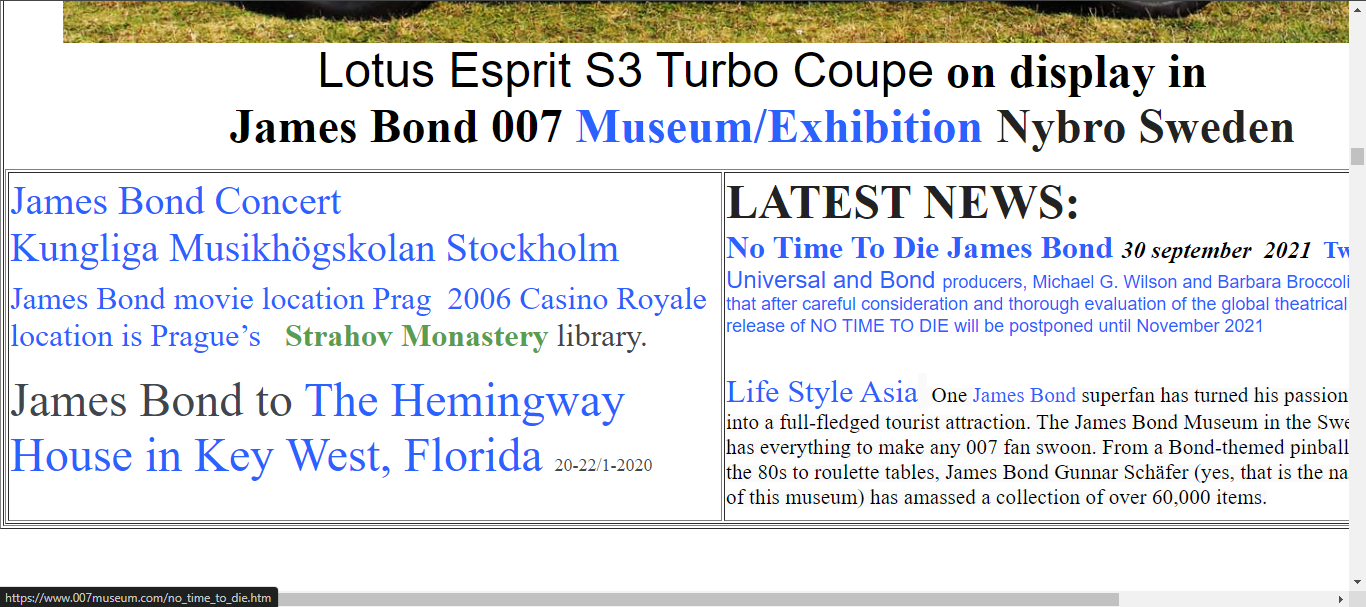 Lotus Esprit S3 Turbo Coupe on display in
James Bond 007 Museum/Exhibition Nybro Sweden
James Bond Concert
Kungliga Musikhögskolan Stockholm
James Bond movie location Prag 2006 Casino Royale
location is Prague’s Strahov Monastery library.
James Bond to The Hemingway
House in Key West, Florida 20-22/1-2020
LATEST NEWS:
No Time To Die James Bond 30 september 2021
Universal and Bond producers, Michael G. Wilson and Barbara Broccoli
that after careful consideration and thorough evaluation of the global theatrical
release of NO TIME TO DIE will be postponed until November 2021
Life Style Asia One James Bond superfan has turned his passion
into a full-fledged tourist attraction. The James Bond Museum in the
has everything to make any 007 fan swoon. From a Bond-themed pinball
the 80s to roulette tables, James Bond Gunnar Schäfer (yes, that is the
of this museum) has amassed a collection of over 60,000 items.
https://www.007museum.com/no_time_to_die.htm